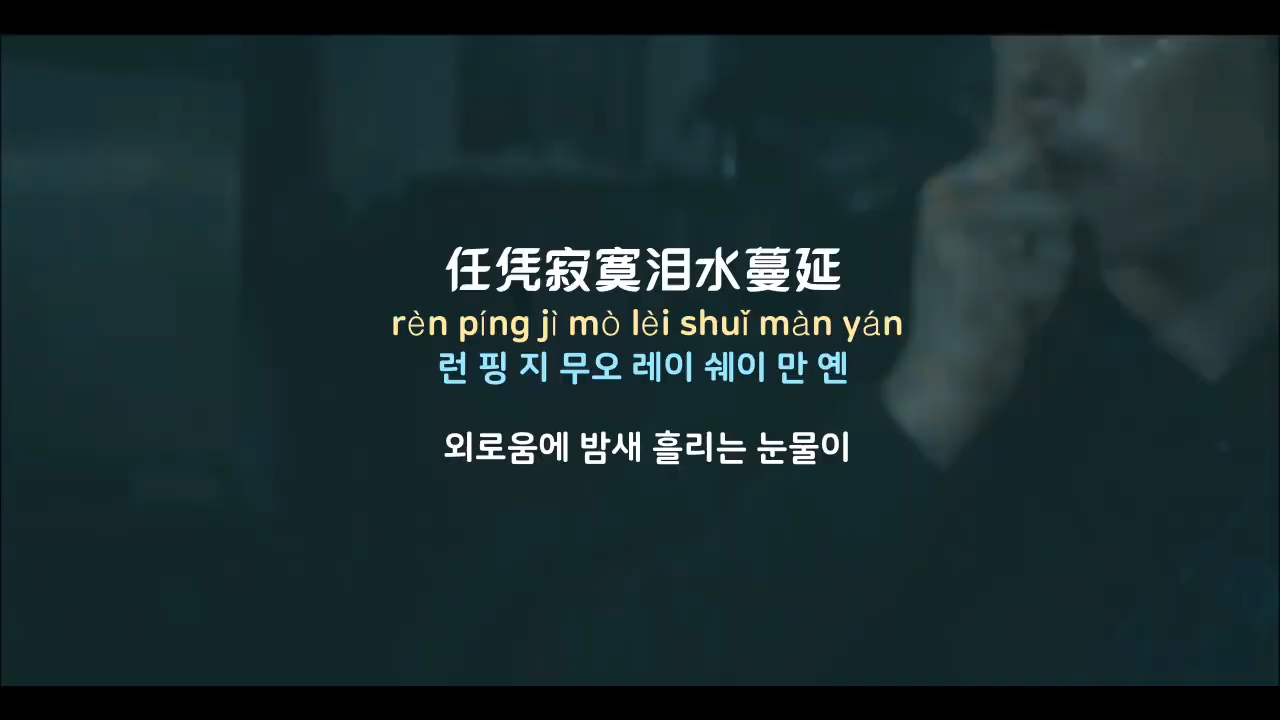 任凭寂寞泪水蔓延
rèn píng jì mò lèi shuǐ màn yán
런 핑 지 무오 레이 쉐이 만 옌
외로움에 밤새 흘리는 눈물이